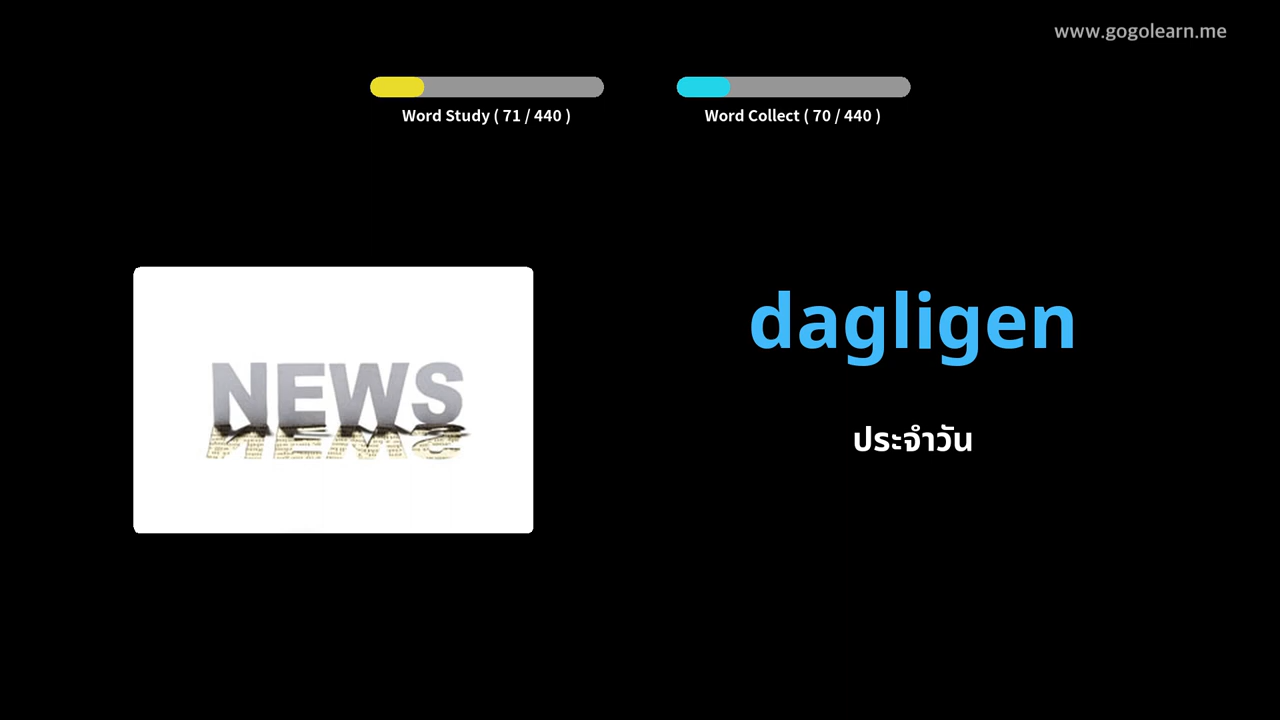 www.gogolearn.me
Word Study ( 71 / 440 )
Word Collect ( 70 / 440 )
NEWS
dagligen
ประจำวัน